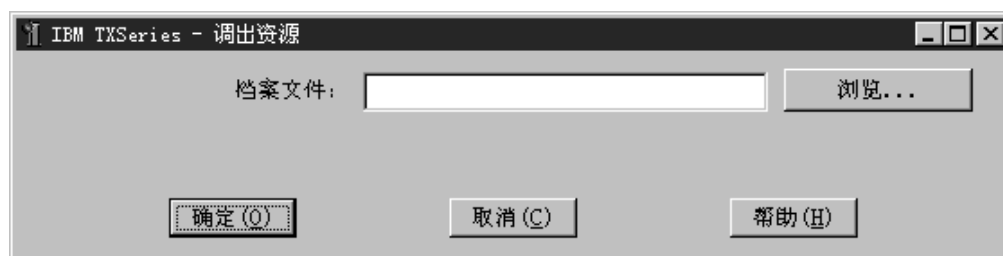 IBM TXSeries - 调出资源
档案文件: 浏览...
确定(O) 取消(C) 帮助(H)